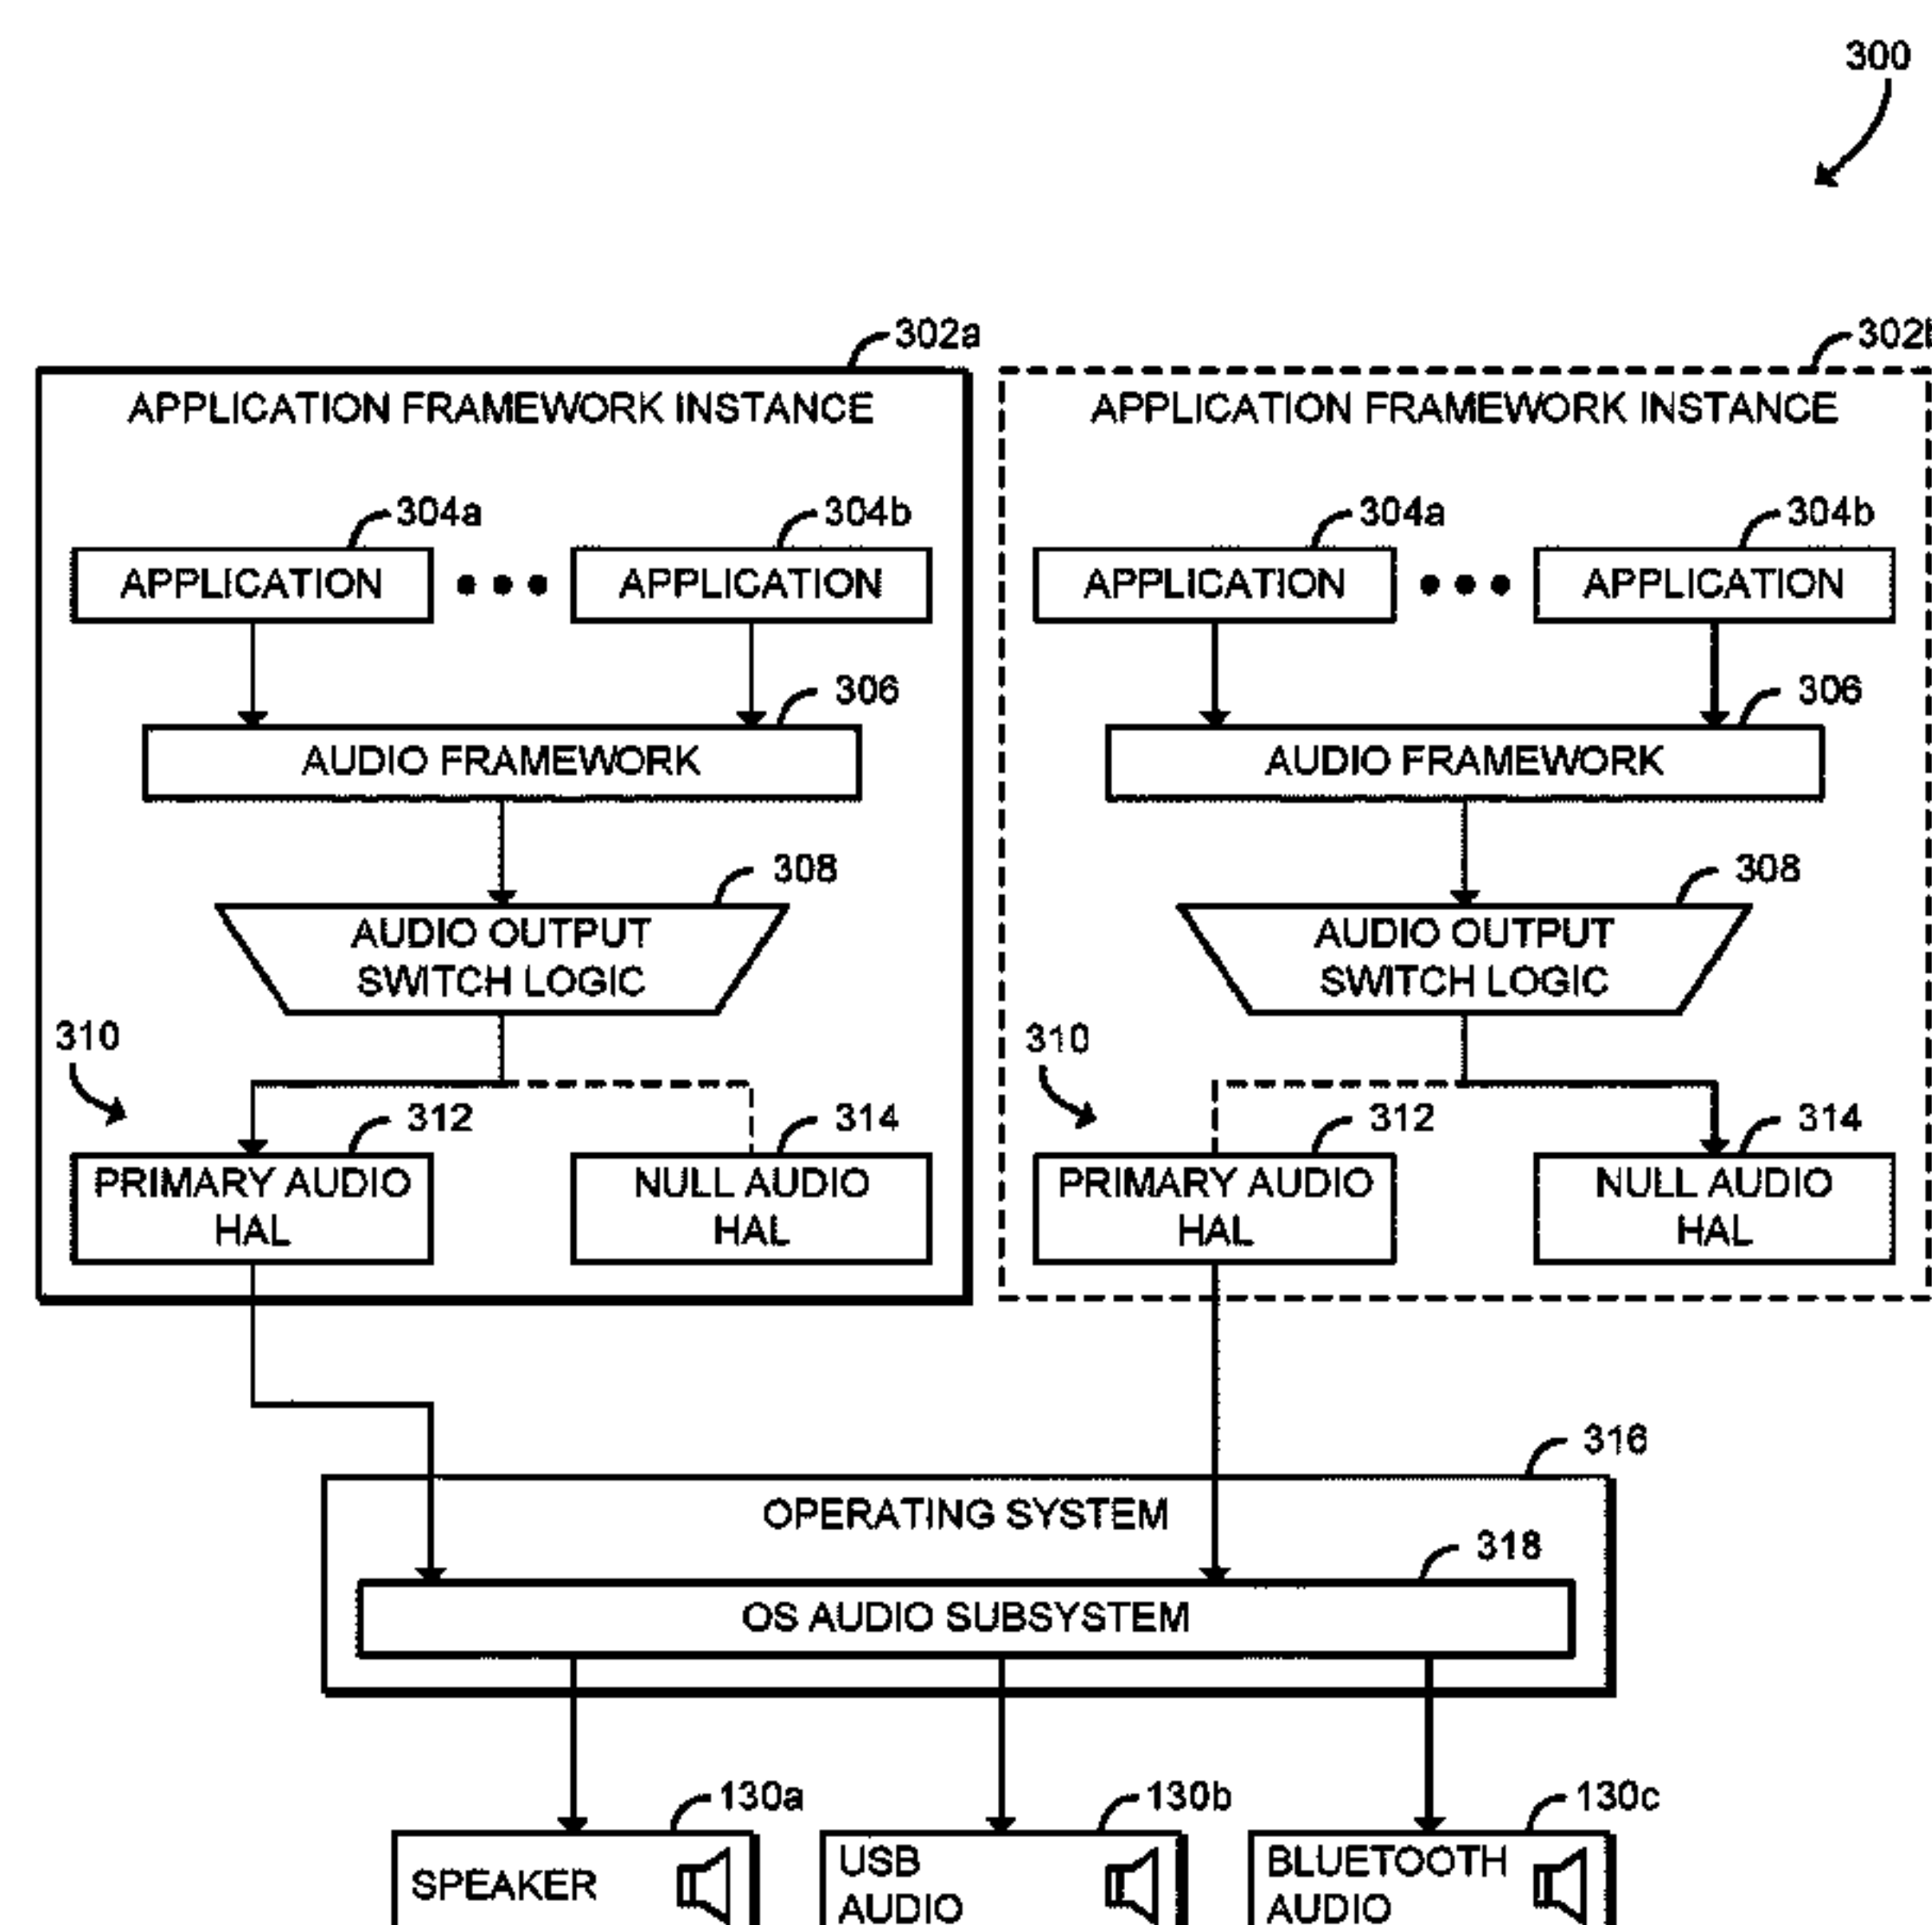 300
302a
302
APPLICATION FRAMEWORK INSTANCE
APPLICATION FRAMEWORK INSTANCE
304a
304b
304a
304b
APPLICATION
APPLICATION
APPLICATION
APPLICATION
306
306
AUDIO FRAMEWORK
AUDIO FRAMEWORK
308
308
AUDIO OUTPUT
SWITCH LOGIC
AUDIO OUTPUT
SWITCH LOGIC
310
310
312
314
312
314
PRIMARY AUDIO
HAL
NULL AUDIO
HAL
PRIMARY AUDIO
HAL
NULL AUDIO
HAL
316
OPERATING SYSTEM
318
OS AUDIO SUBSYSTEM
130a
130b
130c
SPEAKER
USB
AUDIO
BLUETOOTH
AUDIO